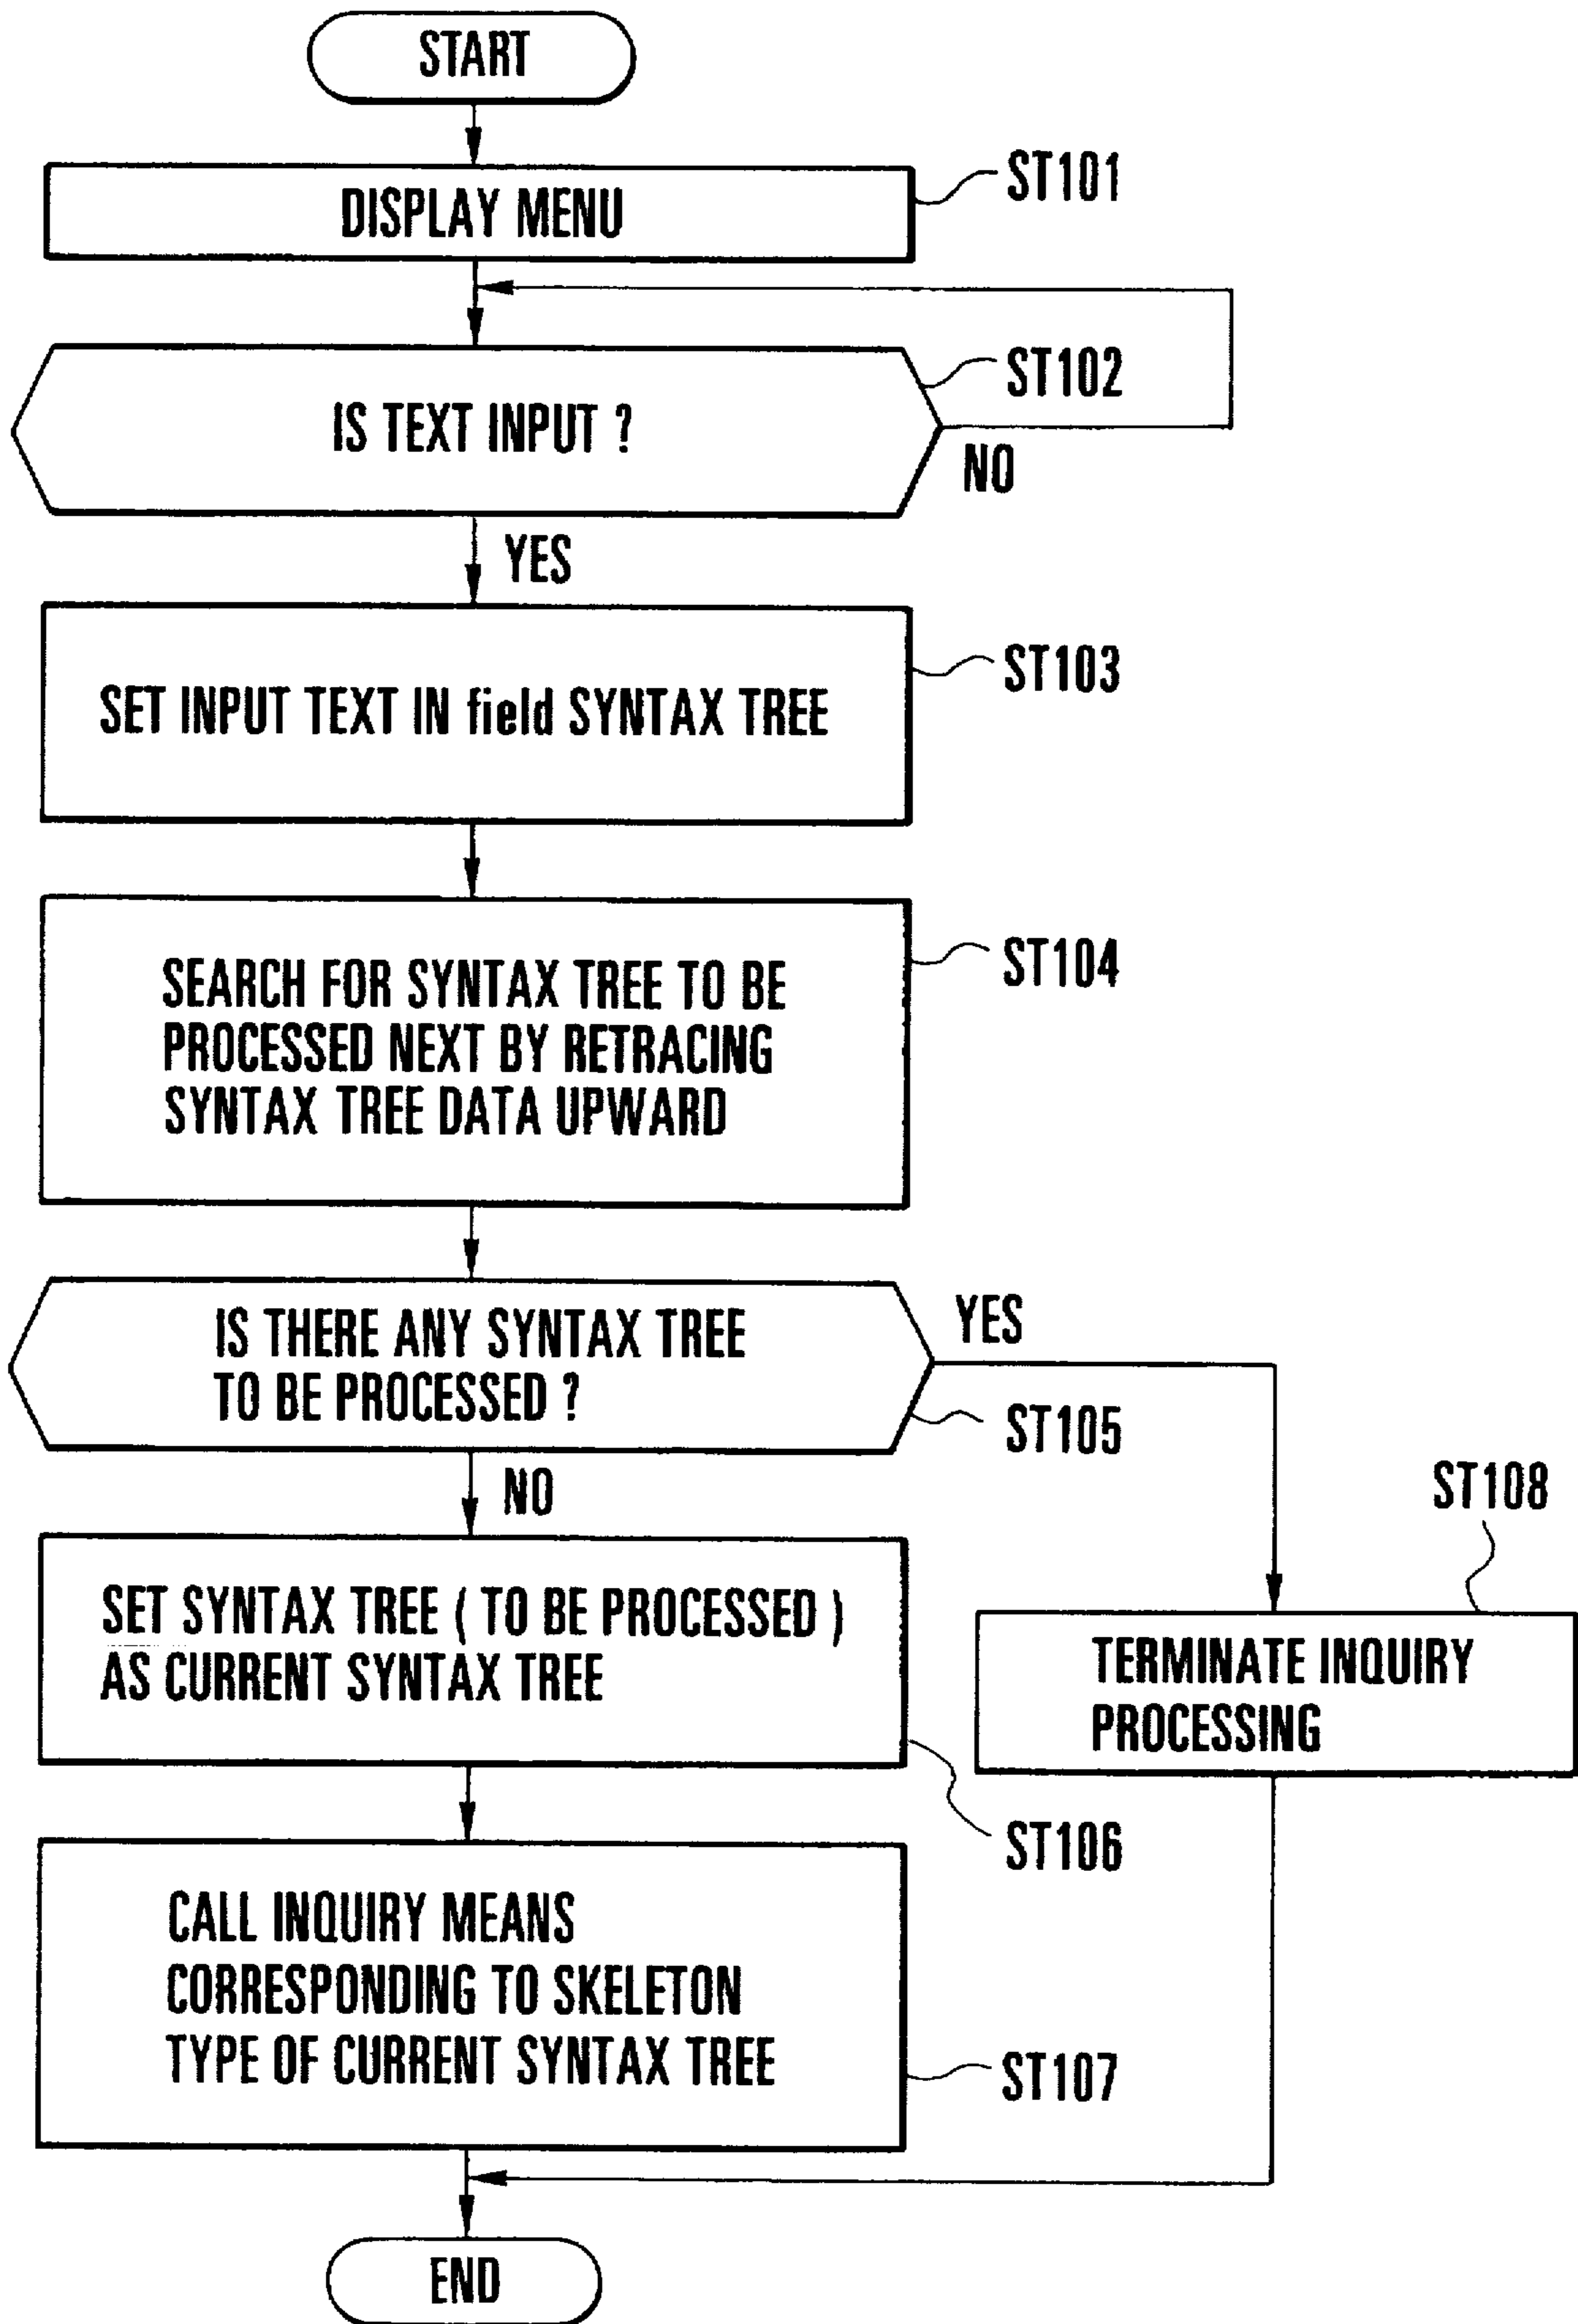 START
DISPLAY MENU
ST101
IS TEXT INPUT ?
ST102
NO
YES
SET INPUT TEXT IN field SYNTAX TREE
ST103
SEARCH FOR SYNTAX TREE TO BE
PROCESSED NEXT BY RETRACING
SYNTAX TREE DATA UPWARD
ST104
IS THERE ANY SYNTAX TREE
TO BE PROCESSED ?
YES
ST105
NO
ST108
SET SYNTAX TREE ( TO BE PROCESSED )
AS CURRENT SYNTAX TREE
TERMINATE INQUIRY
PROCESSING
ST106
CALL INQUIRY MEANS
CORRESPONDING TO SKELETON
TYPE OF CURRENT SYNTAX TREE
ST107
END